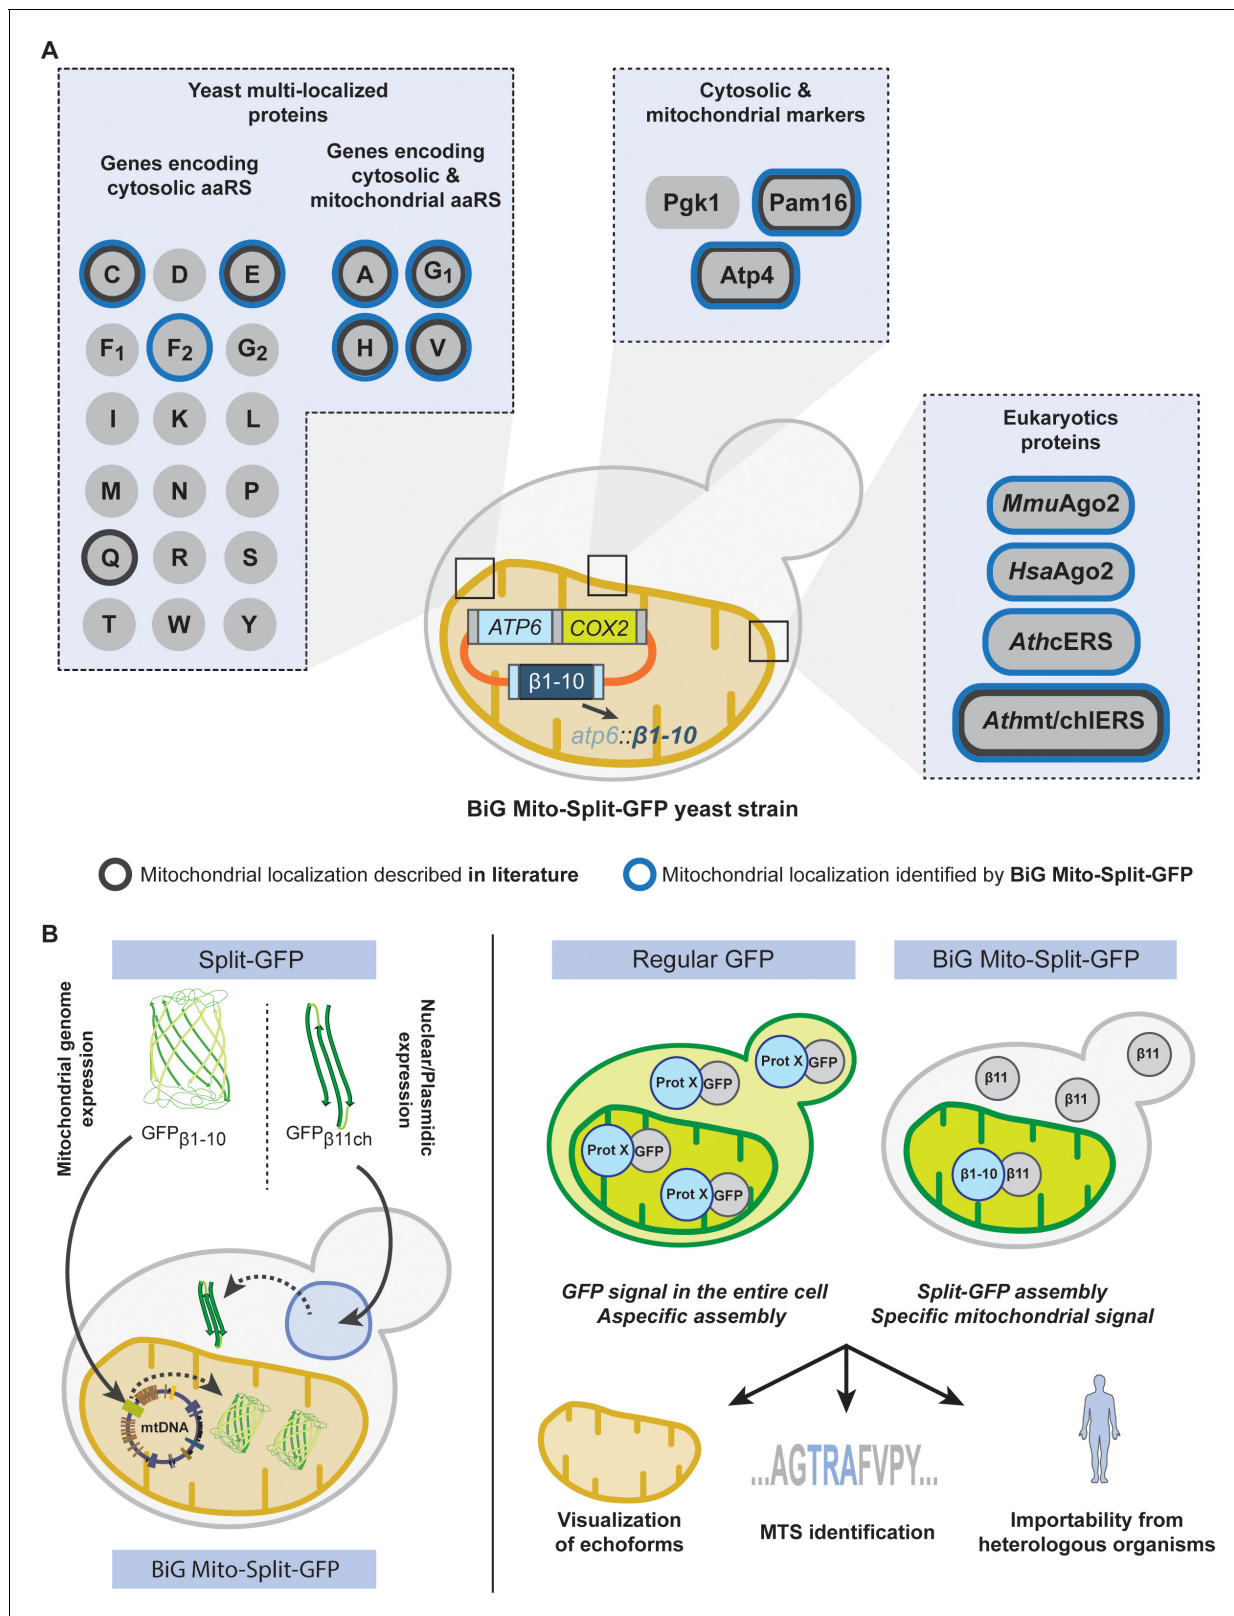 A
Yeast multi-localized
proteins
Genes encoding
cytosolic aaRS
Genes encoding
cytosolic &
mitochondrial aaRS
C D E
F1 F2 G2
I K L
M N P
Q R S
T W Y
A G1
H V
Cytosolic &
mitochondrial markers
Pgk1 Pam16
Atp4
Eukaryotics
proteins
MmuAgo2
HsaAgo2
AthcERS
Athmt/chlERS
ATP6 COX2
β1-10
atp6::β1-10
BiG Mito-Split-GFP yeast strain
Mitochondrial localization described in literature
Mitochondrial localization identified by BiG Mito-Split-GFP
B
Split-GFP
Mitochondrial genome
expression
Nuclear/Plasmidic
expression
GFPβ1-10
GFPβ11ch
mtDNA
BiG Mito-Split-GFP
Regular GFP
Prot X GFP
Prot X GFP
Prot X GFP
Prot X GFP
GFP signal in the entire cell
Aspecific assembly
BiG Mito-Split-GFP
β11
β11
β11
β1-10 β11
Split-GFP assembly
Specific mitochondrial signal
Visualization
of echoforms
...AGTRAFVPY...
MTS identification
Importability from
heterologous organisms